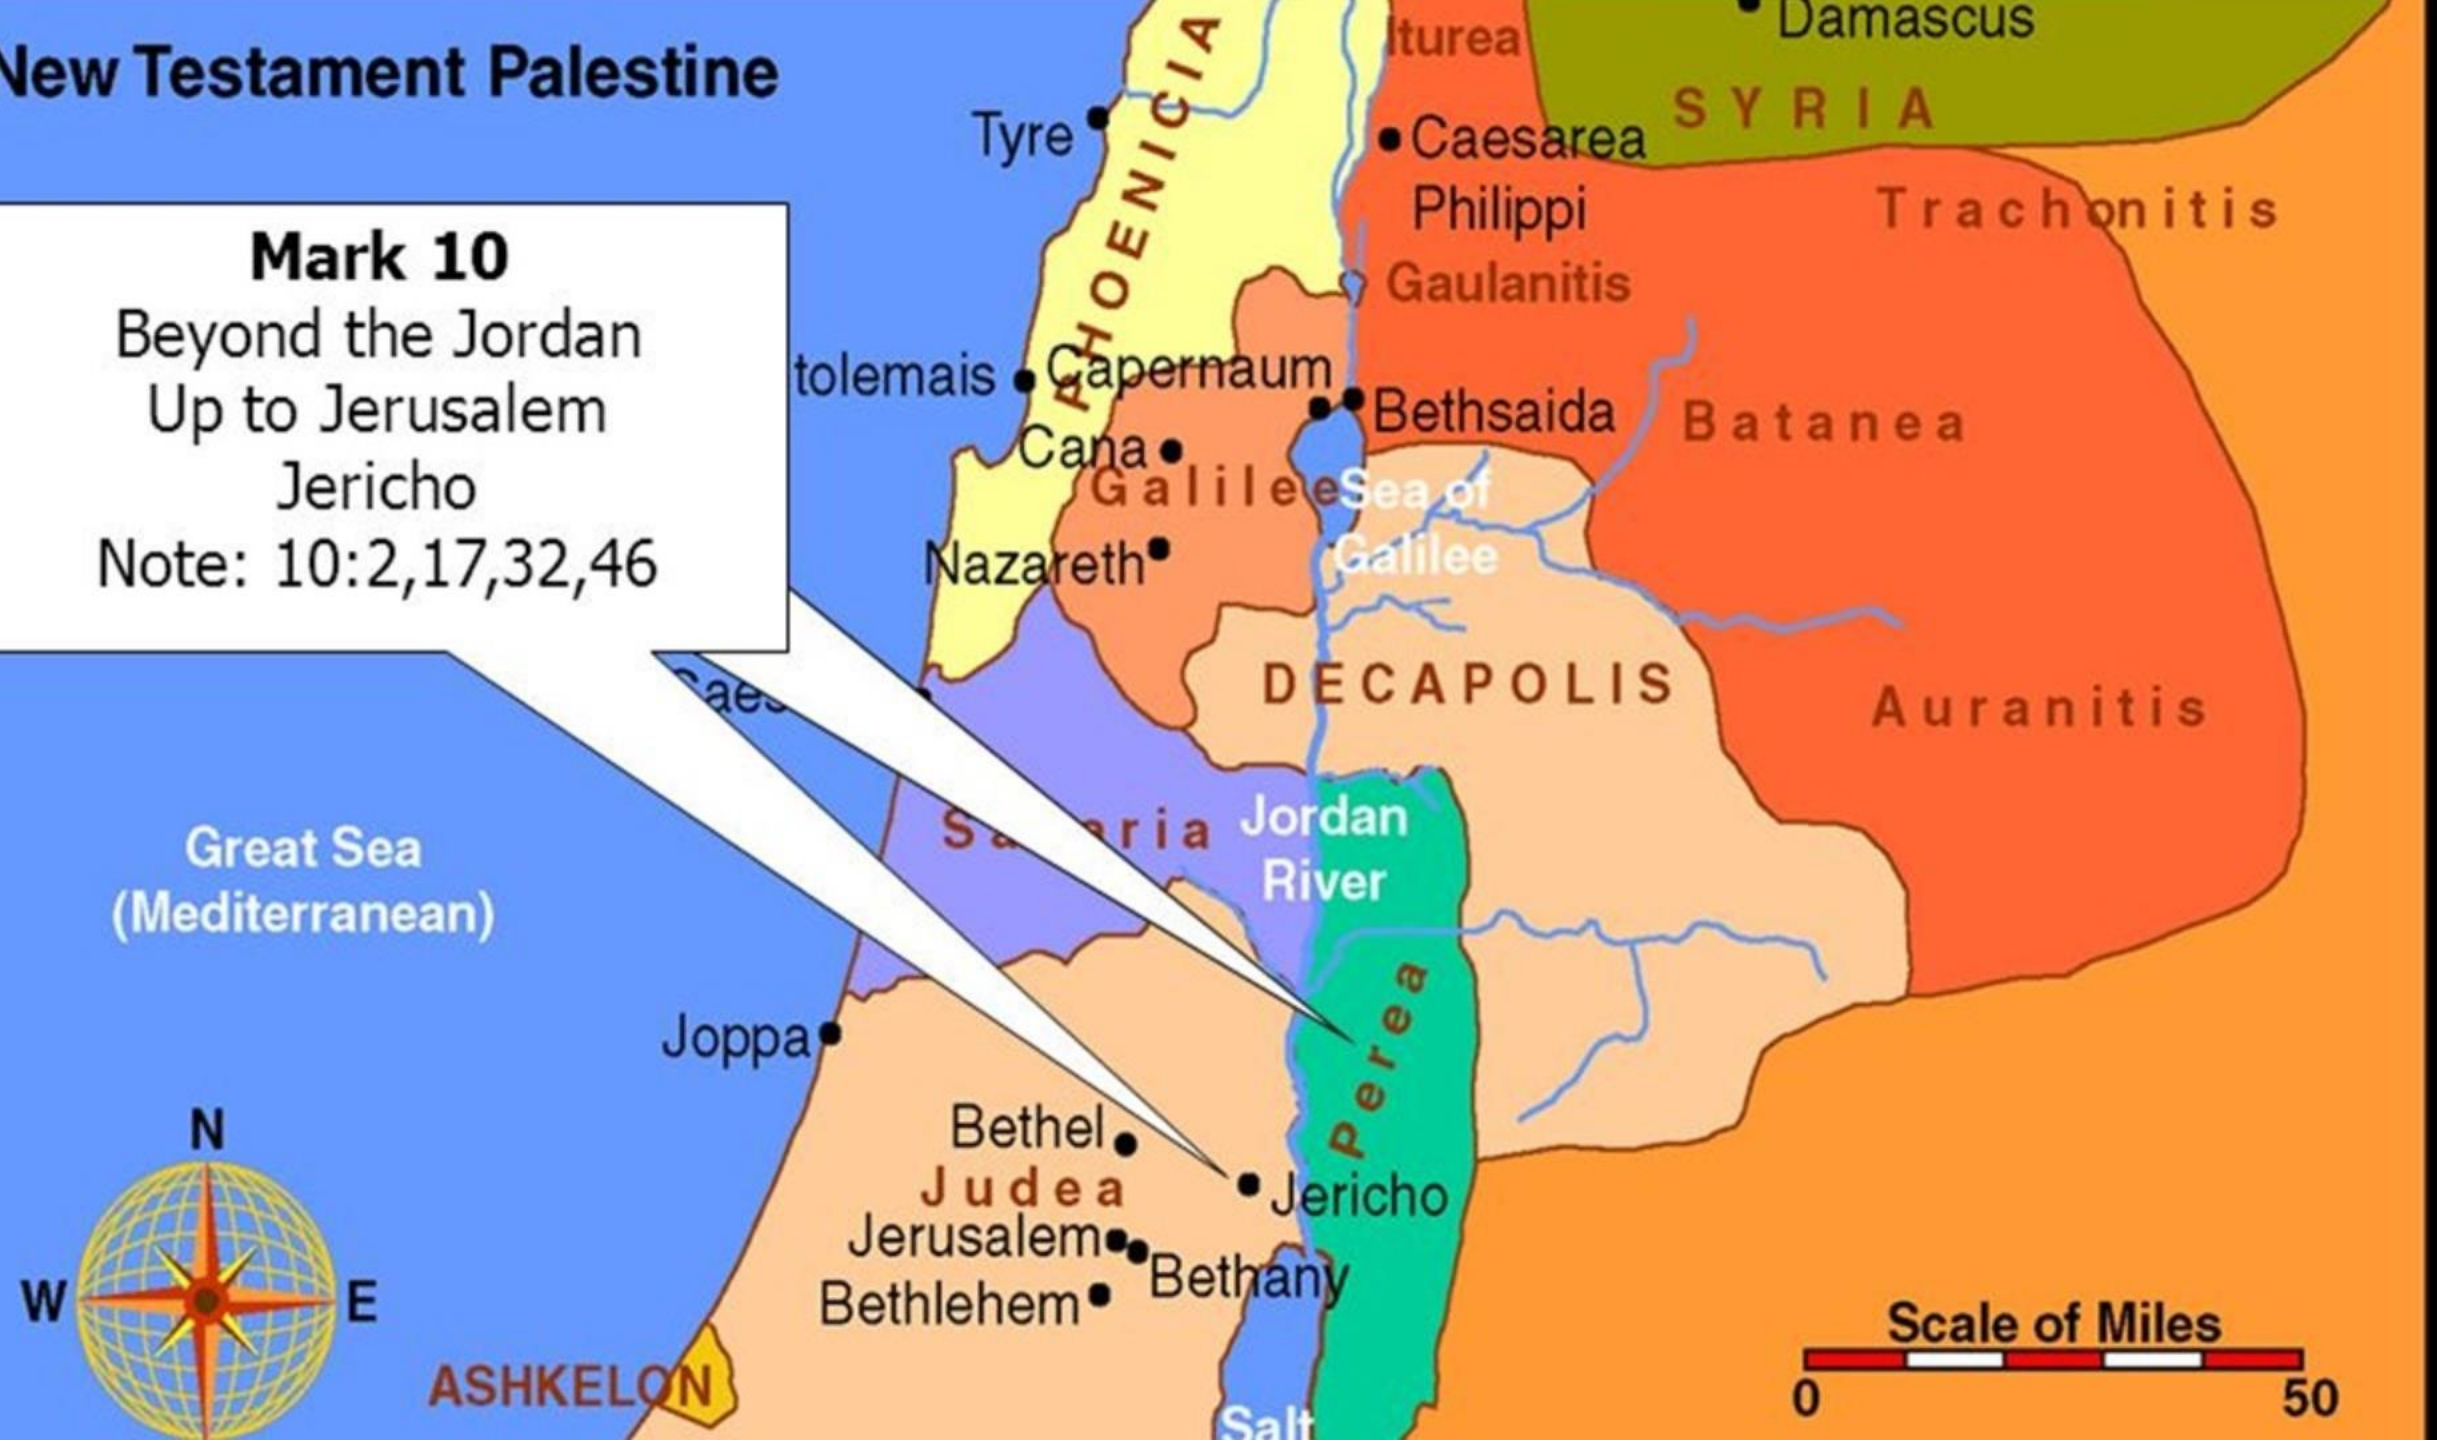 New Testament Palestine
Damascus
Iturea
SYRIA
PHOENICIA
Tyre
Caesarea
Philippi
Trachonitis
Mark 10
Beyond the Jordan
Up to Jerusalem
Jericho
Note: 10:2,17,32,46
Gaulanitis
tolemais
Capernaum
Bethsaida
Batanea
Cana
Galilee
Sea of
Galilee
Nazareth
DECAPOLIS
Auranitis
Caes
Great Sea
(Mediterranean)
Sa aria
Jordan
River
Perea
Joppa
Bethel
Judea
Jericho
Jerusalem
Bethany
Bethlehem
N
W
E
ASHKELON
Salt
Scale of Miles
0 50